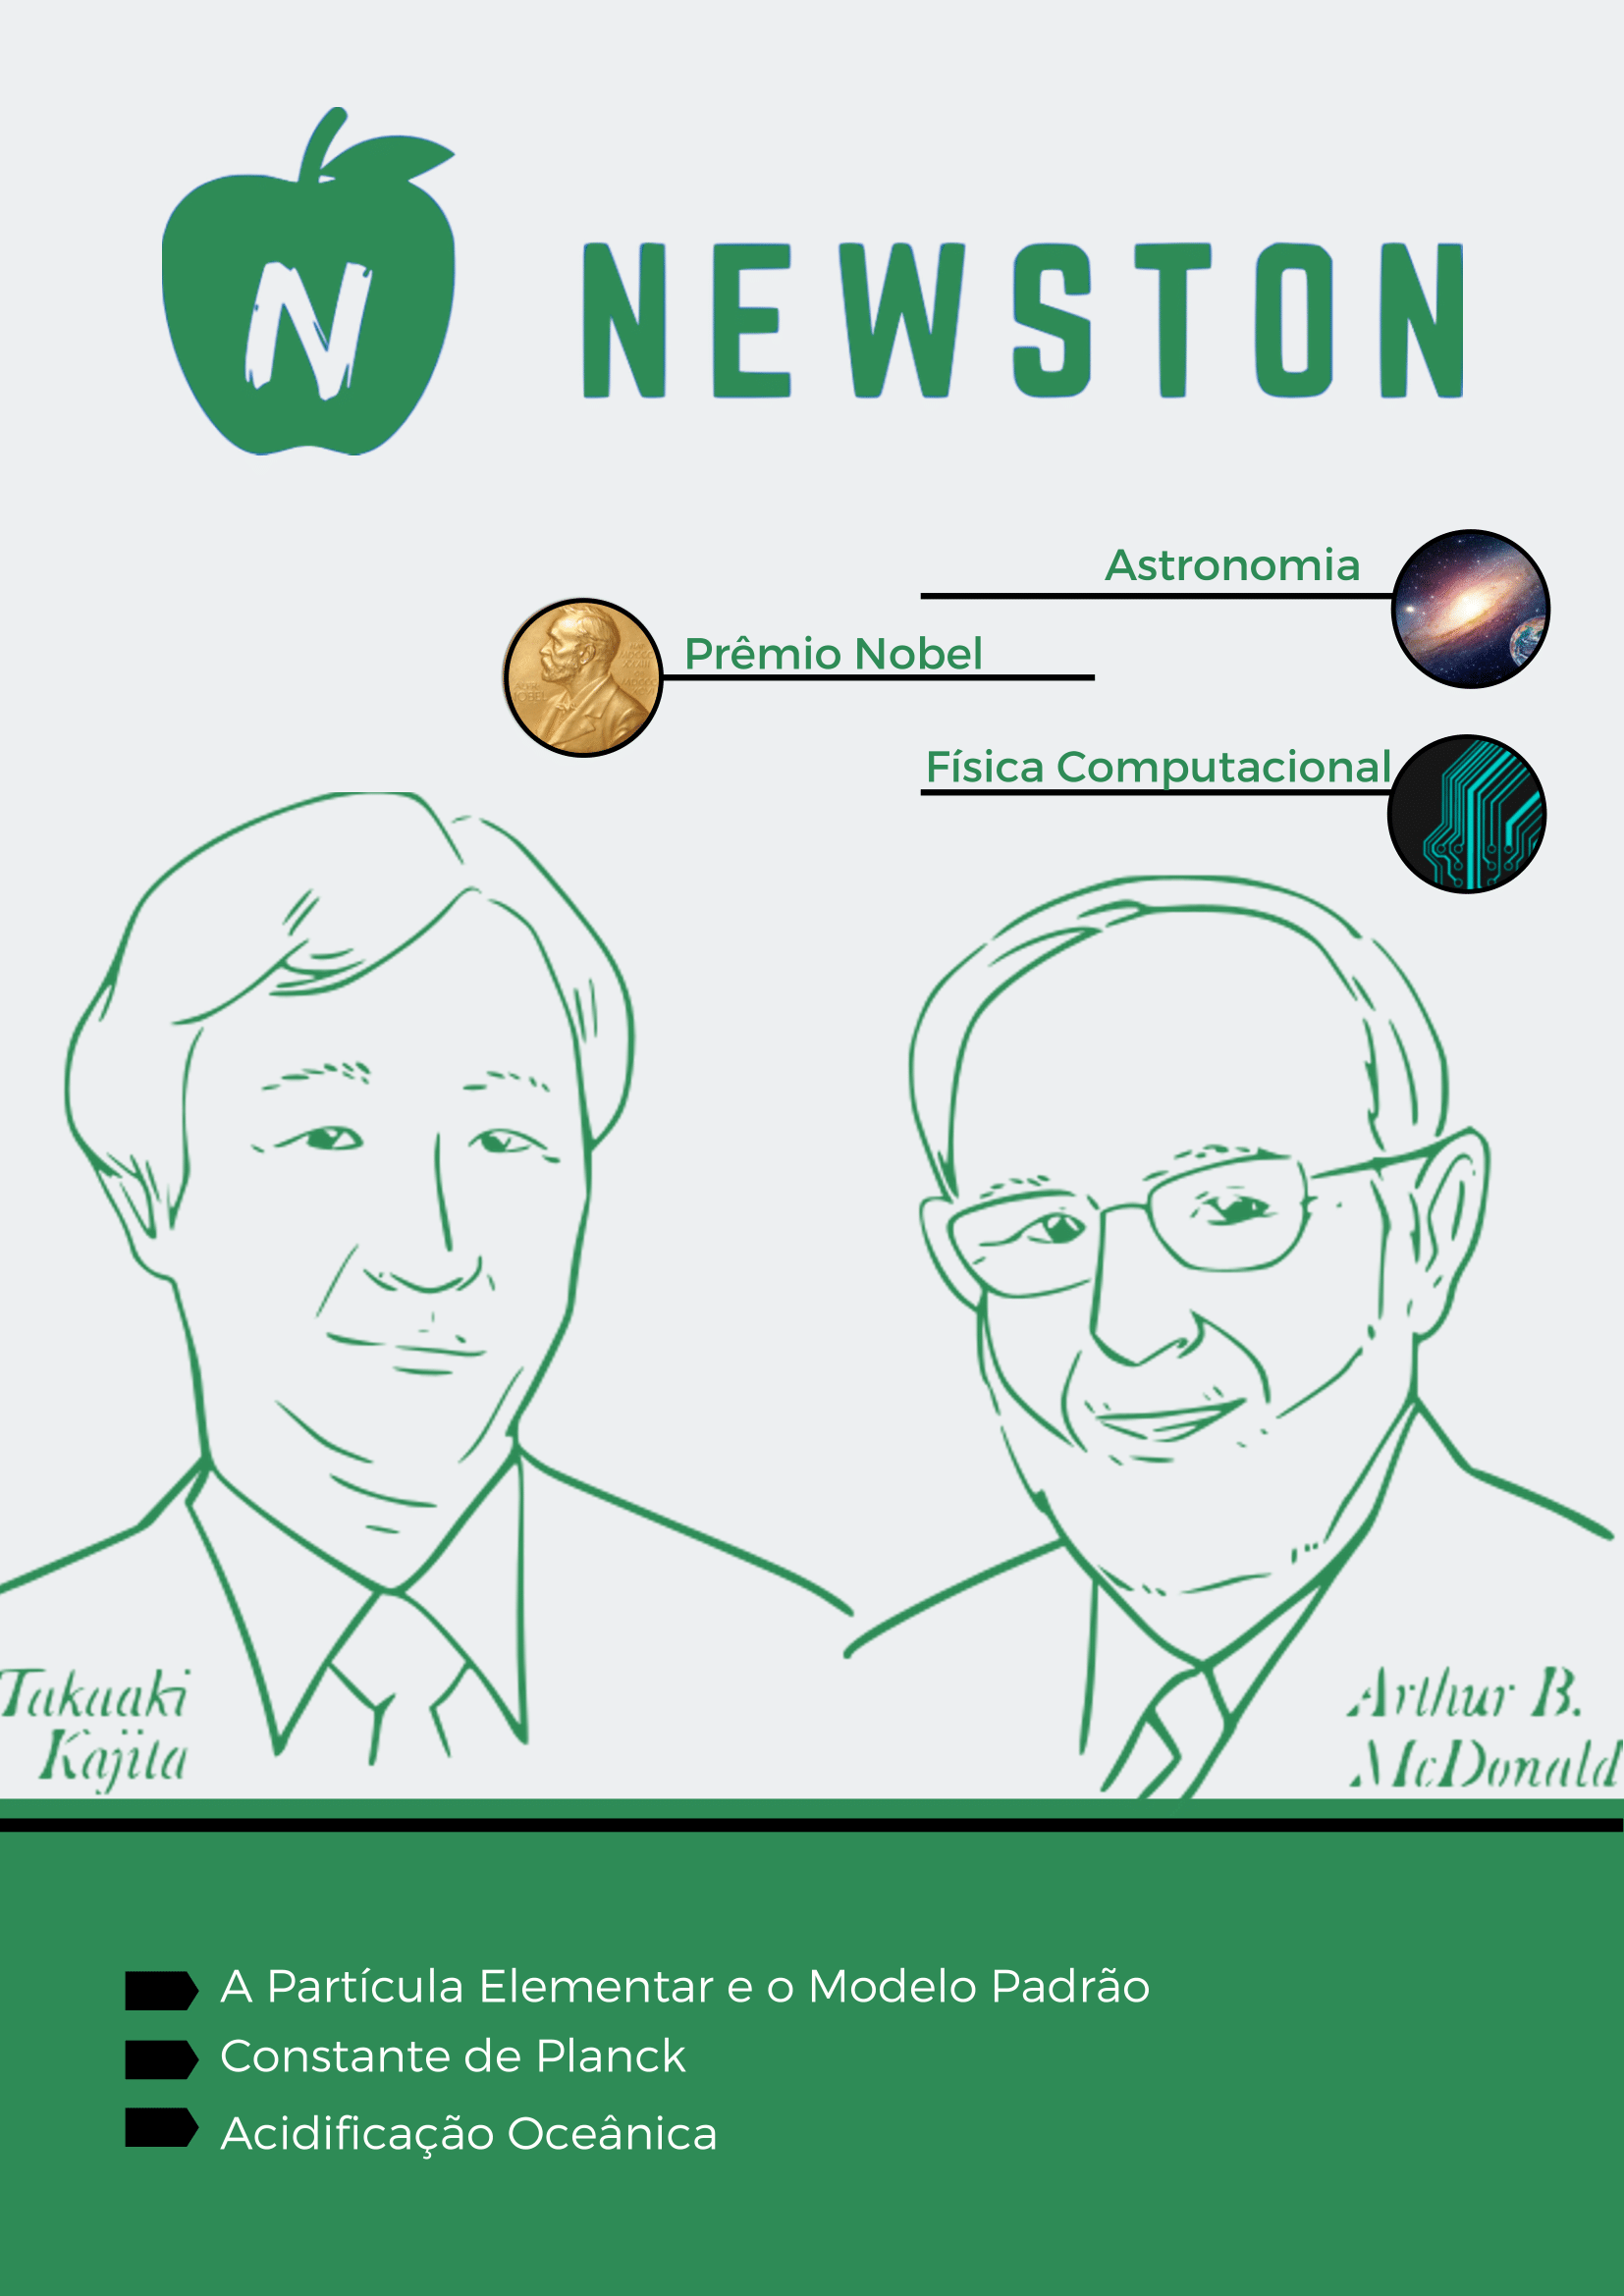 N
NEWSTON
Astronomia
Prêmio Nobel
Física Computacional
Takaaki
Kajita
Arthur B.
McDonald
A Partícula Elementar e o Modelo Padrão
Constante de Planck
Acidificação Oceânica